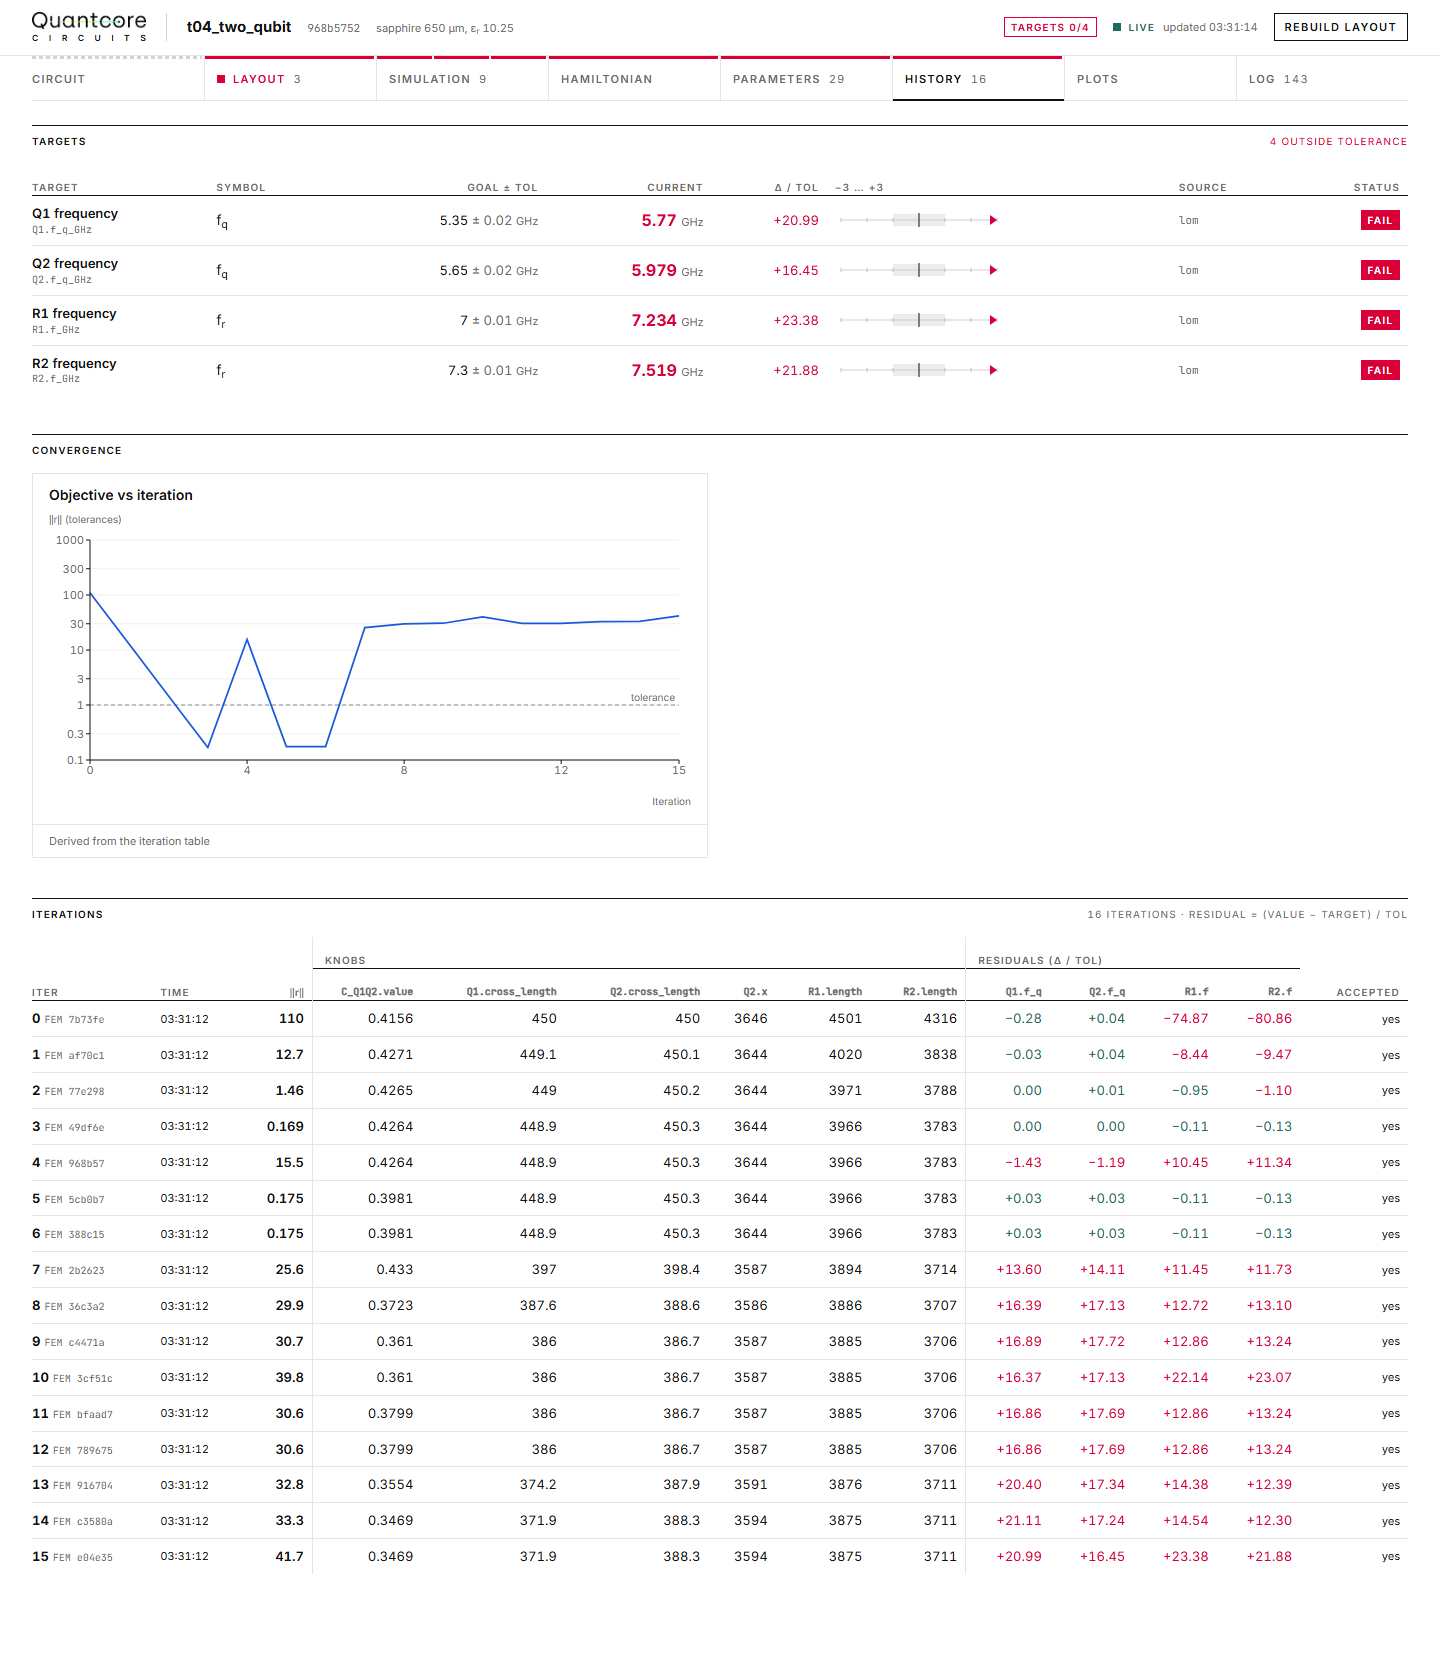 Quantcore
CIRCUITS
t04_two_qubit 968b5752 sapphire 650 µm, εᵣ 10.25
TARGETS 0/4 LIVE updated 03:31:14 REBUILD LAYOUT
CIRCUIT LAYOUT 3 SIMULATION 9 HAMILTONIAN PARAMETERS 29 HISTORY 16 PLOTS LOG 143
TARGETS 4 OUTSIDE TOLERANCE
TARGET SYMBOL GOAL ± TOL CURRENT Δ / TOL −3 … +3 SOURCE STATUS
Q1 frequency fq 5.35 ± 0.02 GHz 5.77 GHz +20.99 lom FAIL
Q1.f_q_GHz
Q2 frequency fq 5.65 ± 0.02 GHz 5.979 GHz +16.45 lom FAIL
Q2.f_q_GHz
R1 frequency fr 7 ± 0.01 GHz 7.234 GHz +23.38 lom FAIL
R1.f_GHz
R2 frequency fr 7.3 ± 0.01 GHz 7.519 GHz +21.88 lom FAIL
R2.f_GHz
CONVERGENCE
Objective vs iteration
||r|| (tolerances)
1000
300
100
30
10
3
tolerance
1
0.3
0.1
0 4 8 12 15
Iteration
Derived from the iteration table
ITERATIONS 16 ITERATIONS · RESIDUAL = (VALUE − TARGET) / TOL
KNOBS RESIDUALS (Δ / TOL)
ITER TIME ||r|| C_Q1Q2.value Q1.cross_length Q2.cross_length Q2.x R1.length R2.length Q1.f_q Q2.f_q R1.f R2.f ACCEPTED
0 FEM 7b73fe 03:31:12 110 0.4156 450 450 3646 4501 4316 −0.28 +0.04 −74.87 −80.86 yes
1 FEM af70c1 03:31:12 12.7 0.4271 449.1 450.1 3644 4020 3838 −0.03 +0.04 −8.44 −9.47 yes
2 FEM 77e298 03:31:12 1.46 0.4265 449 450.2 3644 3971 3788 0.00 +0.01 −0.95 −1.10 yes
3 FEM 49df6e 03:31:12 0.169 0.4264 448.9 450.3 3644 3966 3783 0.00 0.00 −0.11 −0.13 yes
4 FEM 968b57 03:31:12 15.5 0.4264 448.9 450.3 3644 3966 3783 −1.43 −1.19 +10.45 +11.34 yes
5 FEM 5cb0b7 03:31:12 0.175 0.3981 448.9 450.3 3644 3966 3783 +0.03 +0.03 −0.11 −0.13 yes
6 FEM 388c15 03:31:12 0.175 0.3981 448.9 450.3 3644 3966 3783 +0.03 +0.03 −0.11 −0.13 yes
7 FEM 2b2623 03:31:12 25.6 0.433 397 398.4 3587 3894 3714 +13.60 +14.11 +11.45 +11.73 yes
8 FEM 36c3a2 03:31:12 29.9 0.3723 387.6 388.6 3586 3886 3707 +16.39 +17.13 +12.72 +13.10 yes
9 FEM c4471a 03:31:12 30.7 0.361 386 386.7 3587 3885 3706 +16.89 +17.72 +12.86 +13.24 yes
10 FEM 3cf51c 03:31:12 39.8 0.361 386 386.7 3587 3885 3706 +16.37 +17.13 +22.14 +23.07 yes
11 FEM bfaad7 03:31:12 30.6 0.3799 386 386.7 3587 3885 3706 +16.86 +17.69 +12.86 +13.24 yes
12 FEM 789675 03:31:12 30.6 0.3799 386 386.7 3587 3885 3706 +16.86 +17.69 +12.86 +13.24 yes
13 FEM 916704 03:31:12 32.8 0.3554 374.2 387.9 3591 3876 3711 +20.40 +17.34 +14.38 +12.39 yes
14 FEM c3580a 03:31:12 33.3 0.3469 371.9 388.3 3594 3875 3711 +21.11 +17.24 +14.54 +12.30 yes
15 FEM e04e35 03:31:12 41.7 0.3469 371.9 388.3 3594 3875 3711 +20.99 +16.45 +23.38 +21.88 yes